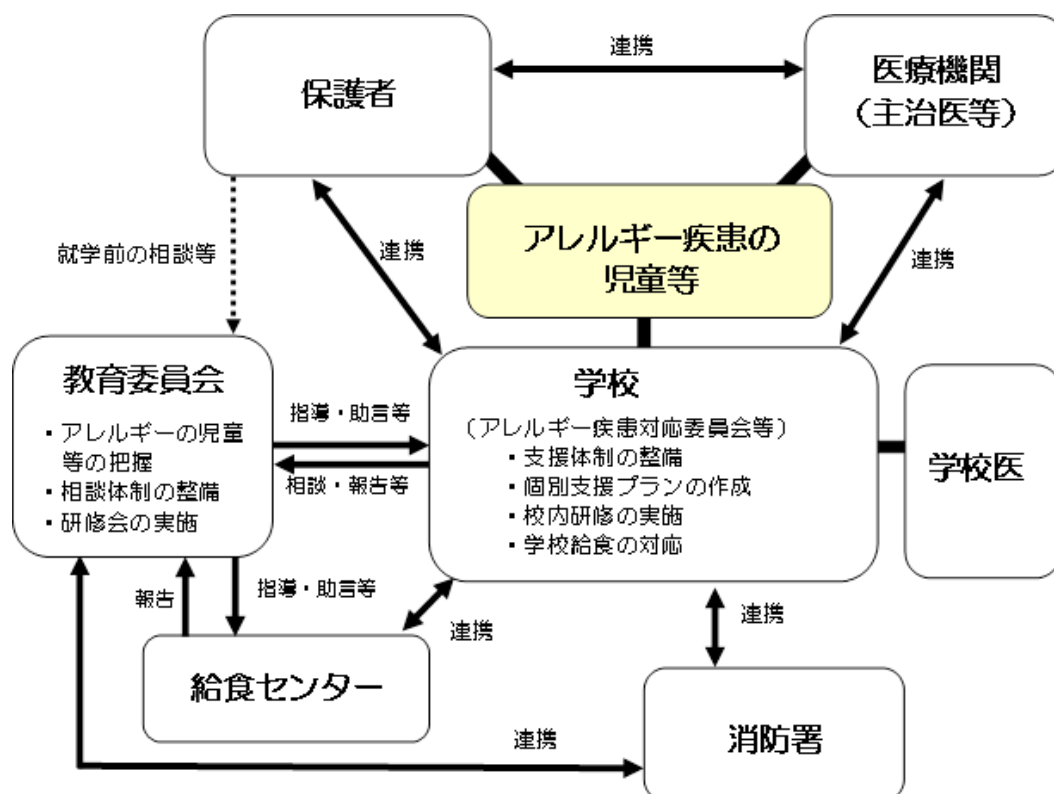 連携
保護者
医療機関
（主治医等）
アレルギー疾患の
児童等
就学前の相談等
連携
連携
教育委員会
・アレルギーの児童
等の把握
・相談体制の整備
・研修会の実施
指導・助言等
相談・報告等
学校
（アレルギー疾患対応委員会等）
・支援体制の整備
・個別支援プランの作成
・校内研修の実施
・学校給食の対応
学校医
報告
指導・助言等
連携
連携
給食センター
消防署
連携